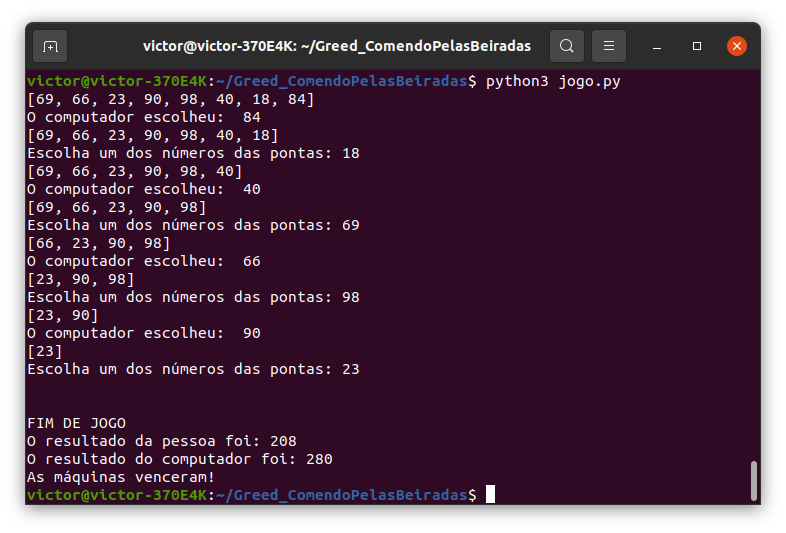 victor@victor-370E4K: ~/Greed_ComendoPelasBeiradas
victor@victor-370E4K:~/Greed_ComendoPelasBeiradas$ python3 jogo.py
[69, 66, 23, 90, 98, 40, 18, 84]
O computador escolheu:  84
[69, 66, 23, 90, 98, 40, 18]
Escolha um dos números das pontas: 18
[69, 66, 23, 90, 98, 40]
O computador escolheu:  40
[69, 66, 23, 90, 98]
Escolha um dos números das pontas: 69
[66, 23, 90, 98]
O computador escolheu:  66
[23, 90, 98]
Escolha um dos números das pontas: 98
[23, 90]
O computador escolheu:  90
[23]
Escolha um dos números das pontas: 23
FIM DE JOGO
O resultado da pessoa foi: 208
O resultado do computador foi: 280
As máquinas venceram!
victor@victor-370E4K:~/Greed_ComendoPelasBeiradas$